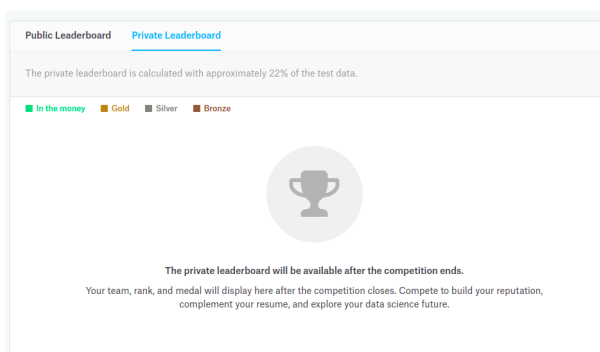 Public Leaderboard Private Leaderboard
The private leaderboard is calculated with approximately 22% of the test data.
In the money Gold Silver Bronze
The private leaderboard will be available after the competition ends.
Your team, rank, and medal will display here after the competition closes. Compete to build your reputation,
complement your resume, and explore your data science future.